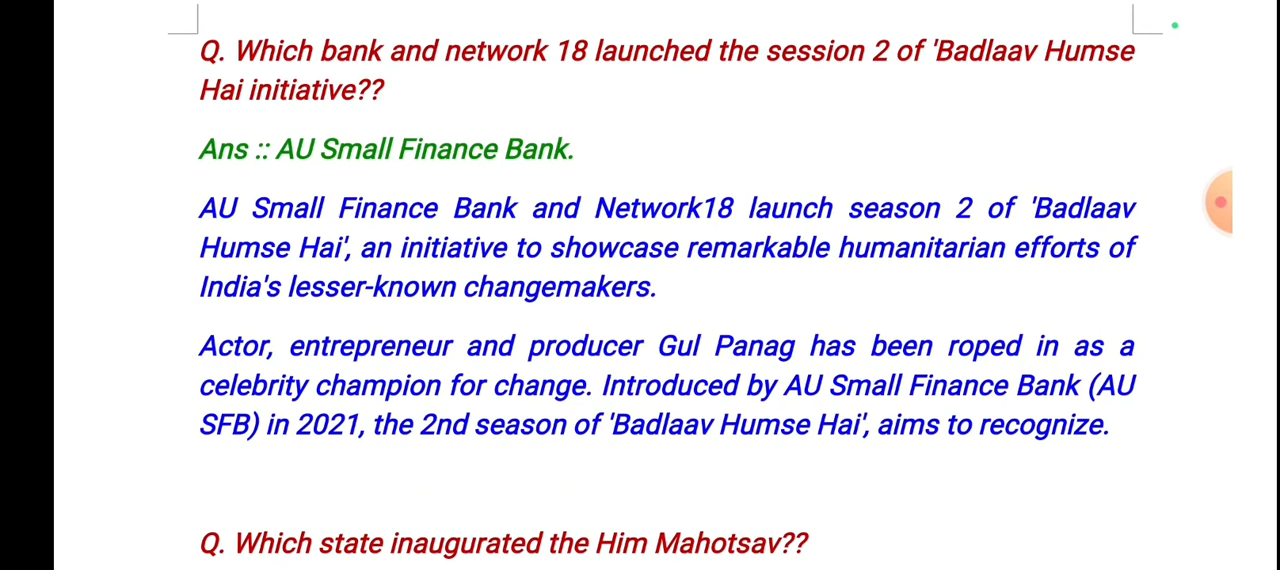 Q. Which bank and network 18 launched the session 2 of 'Badlaav Humse
Hai initiative??
Ans :: AU Small Finance Bank.
AU Small Finance Bank and Network18 launch season 2 of 'Badlaav
Humse Hai', an initiative to showcase remarkable humanitarian efforts of
India's lesser-known changemakers.
Actor, entrepreneur and producer Gul Panag has been roped in as a
celebrity champion for change. Introduced by AU Small Finance Bank (AU
SFB) in 2021, the 2nd season of 'Badlaav Humse Hai', aims to recognize.
Q. Which state inaugurated the Him Mahotsav??